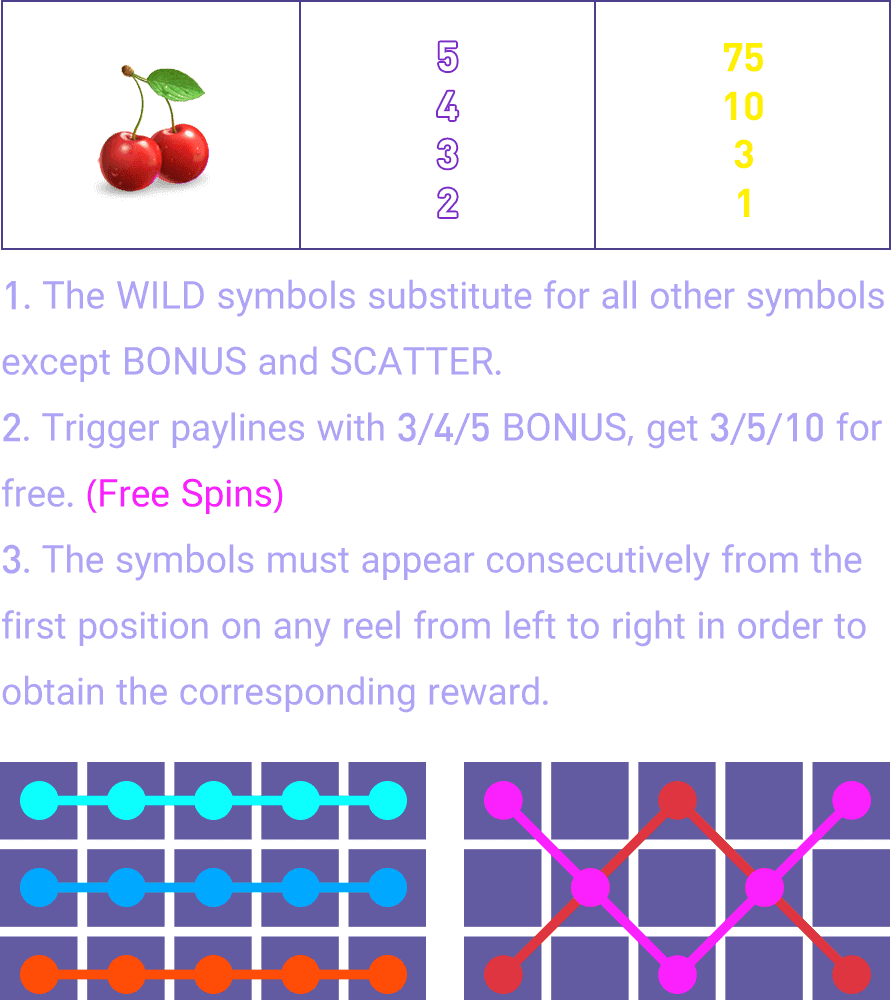 5 75
4 10
3 3
2 1
1. The WILD symbols substitute for all other symbols
except BONUS and SCATTER.
2. Trigger paylines with 3/4/5 BONUS, get 3/5/10 for
free. (Free Spins)
3. The symbols must appear consecutively from the
first position on any reel from left to right in order to
obtain the corresponding reward.